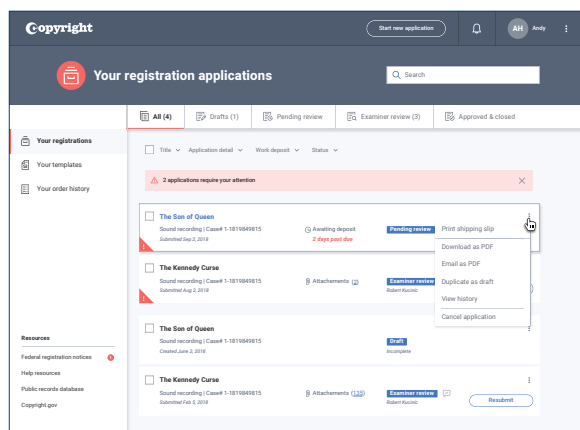 Copyright
Start new application
AH
Andy
Your registration applications
Search
All (4)
Drafts (1)
Pending review
Examiner review (3)
Approved & closed
Your registrations
Your templates
Your order history
Title
Application detail
Work deposit
Status
2 applications require your attention
The Son of Queen
Sound recording | Case# 1-1819849815
Submitted Sep 2, 2019
Awaiting deposit
2 days past due
Pending review
Print shipping slip
Download as PDF
Email as PDF
Duplicate as draft
View history
Cancel application
The Kennedy Curse
Sound recording | Case# 1-1819849815
Submitted Aug 2, 2018
Attachements (2)
Examiner review
Robert Kucinic
The Son of Queen
Sound recording | Case# 1-1819849815
Created June 2, 2018
Draft
Incomplete
The Kennedy Curse
Sound recording | Case# 1-1819849815
Submitted Feb 5, 2018
Attachements (135)
Examiner review
Robert Kucinic
Resubmit
Resources
Federal registration notices
Help resources
Public records database
Copyright.gov